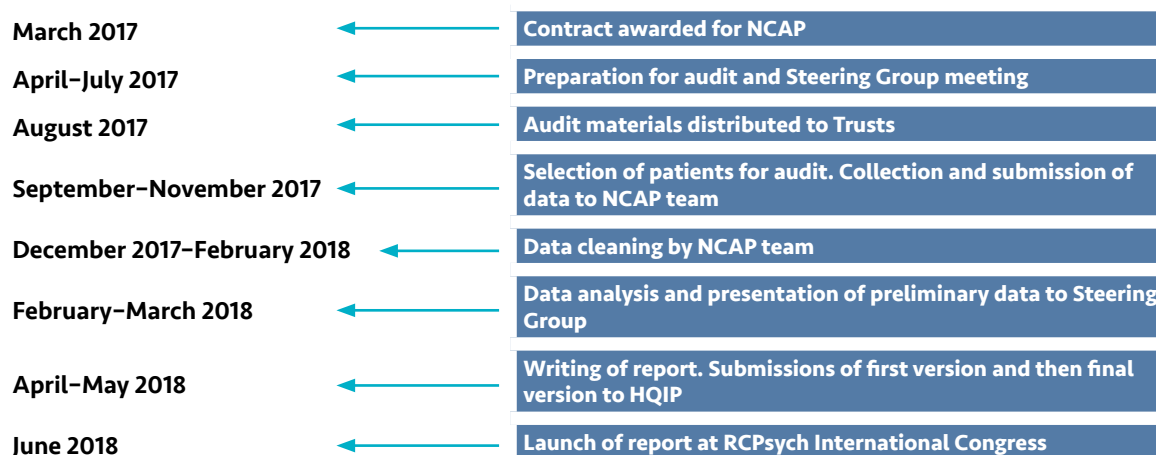 March 2017
Contract awarded for NCAP
April–July 2017
Preparation for audit and Steering Group meeting
August 2017
Audit materials distributed to Trusts
September–November 2017
Selection of patients for audit. Collection and submission of
data to NCAP team
December 2017–February 2018
Data cleaning by NCAP team
February–March 2018
Data analysis and presentation of preliminary data to Steering
Group
April–May 2018
Writing of report. Submissions of first version and then final
version to HQIP
June 2018
Launch of report at RCPsych International Congress